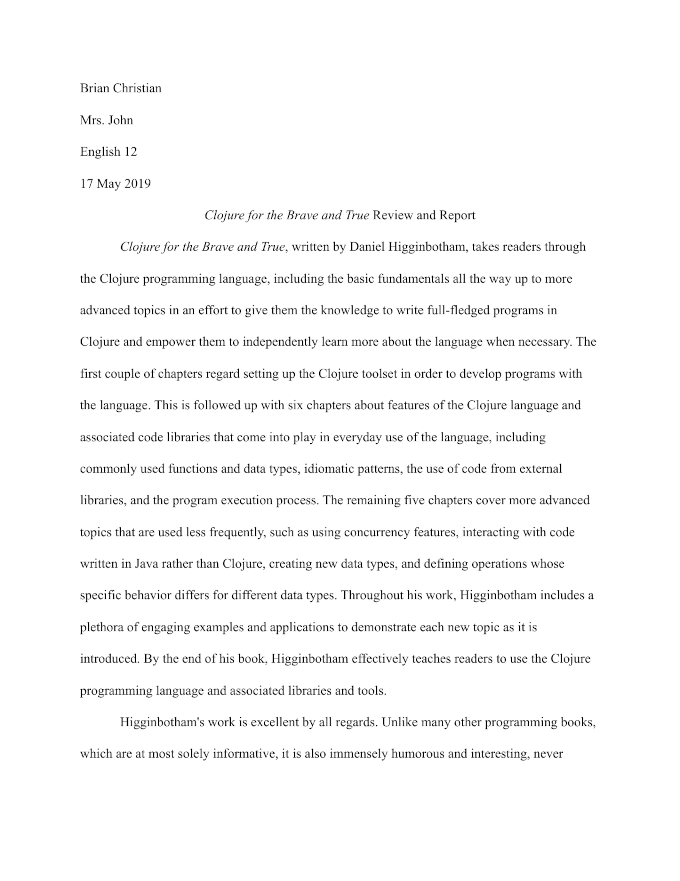 Brian Christian
Mrs. John
English 12
17 May 2019
Clojure for the Brave and True Review and Report
Clojure for the Brave and True, written by Daniel Higginbotham, takes readers through
the Clojure programming language, including the basic fundamentals all the way up to more
advanced topics in an effort to give them the knowledge to write full-fledged programs in
Clojure and empower them to independently learn more about the language when necessary. The
first couple of chapters regard setting up the Clojure toolset in order to develop programs with
the language. This is followed up with six chapters about features of the Clojure language and
associated code libraries that come into play in everyday use of the language, including
commonly used functions and data types, idiomatic patterns, the use of code from external
libraries, and the program execution process. The remaining five chapters cover more advanced
topics that are used less frequently, such as using concurrency features, interacting with code
written in Java rather than Clojure, creating new data types, and defining operations whose
specific behavior differs for different data types. Throughout his work, Higginbotham includes a
plethora of engaging examples and applications to demonstrate each new topic as it is
introduced. By the end of his book, Higginbotham effectively teaches readers to use the Clojure
programming language and associated libraries and tools.
Higginbotham's work is excellent by all regards. Unlike many other programming books,
which are at most solely informative, it is also immensely humorous and interesting, never